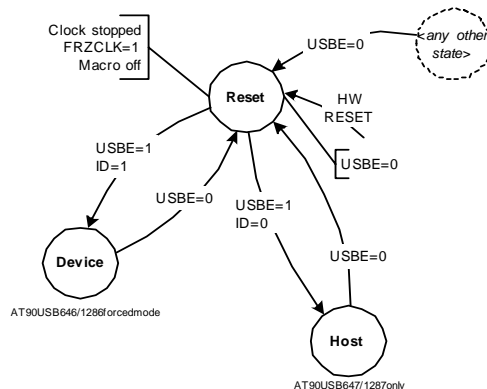 Clock stopped
FRZCLK=1
Macro off
USBE=0
<any other
state>
Reset
HW
RESET
USBE=0
USBE=1
ID=1
USBE=0
USBE=1
ID=0
USBE=0
Device
AT90USB646/1286forcedmode
Host
AT90USB647/1287only